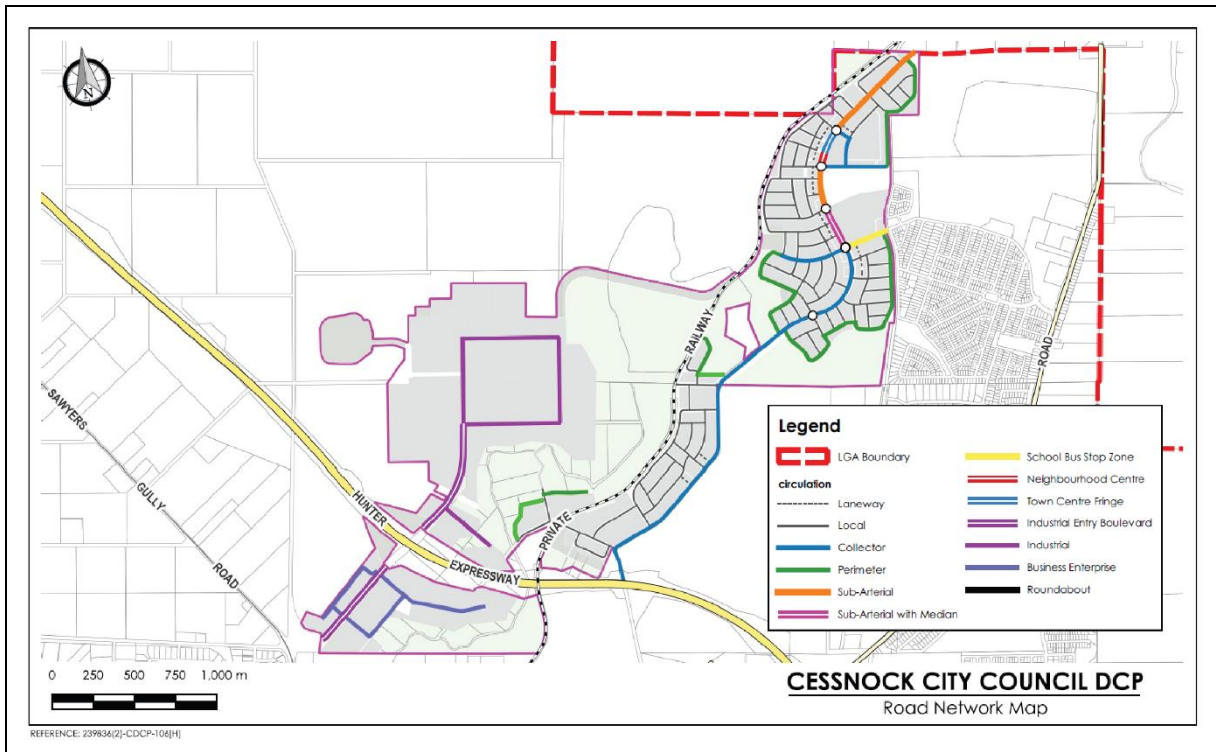 N
RAILWAY
ROAD
SAWYERS
GULLY
ROAD
HUNTER
EXPRESSWAY
PRIVATE
Legend
LGA Boundary
circulation
Laneway
Local
Collector
Perimeter
Sub-Arterial
Sub-Arterial with Median
School Bus Stop Zone
Neighbourhood Centre
Town Centre Fringe
Industrial Entry Boulevard
Industrial
Business Enterprise
Roundabout
0 250 500 750 1,000 m
CESSNOCK CITY COUNCIL DCP
Road Network Map
REFERENCE: 239836(2)-CDCP-106[H]